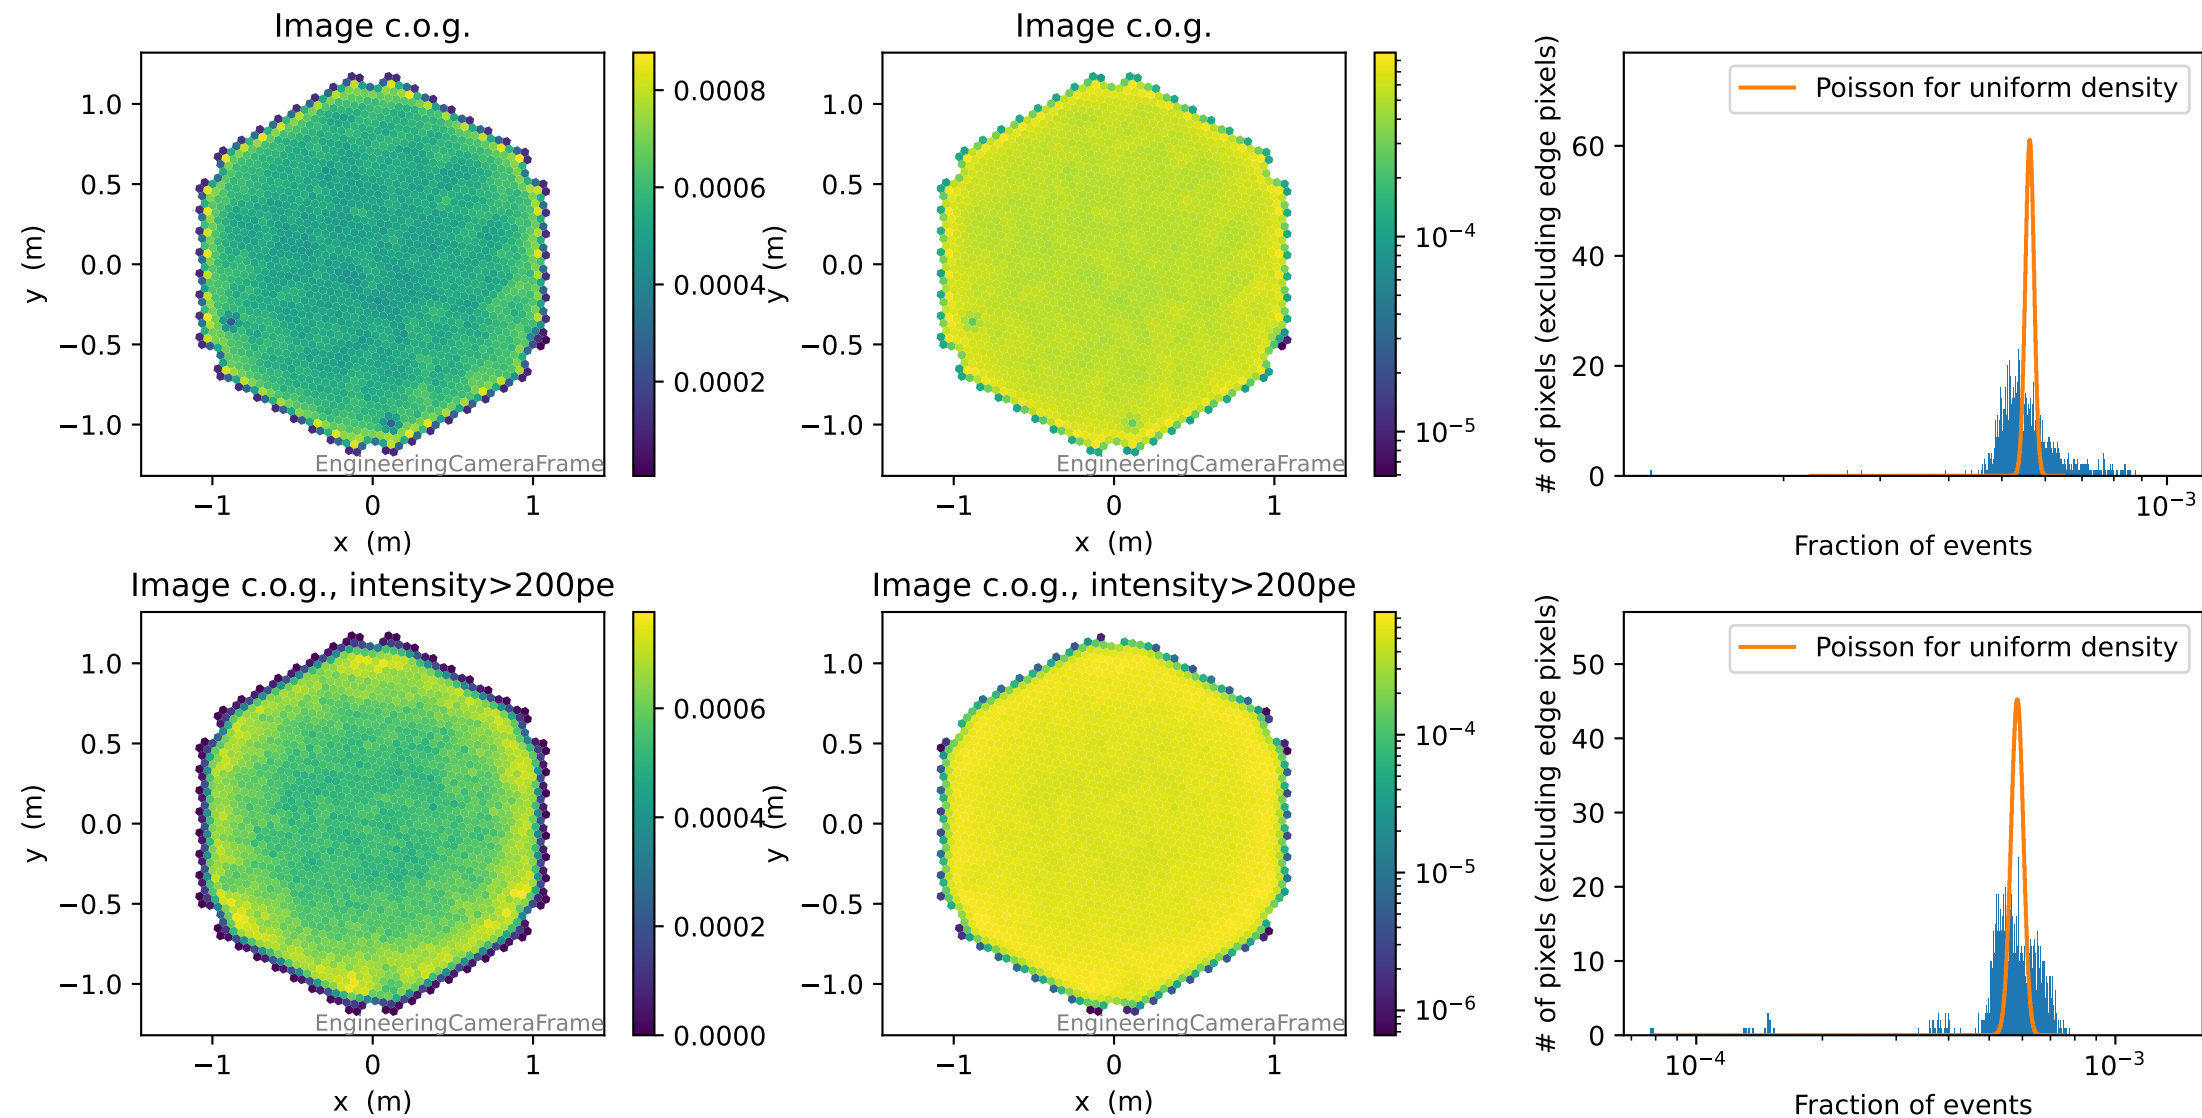 Image c.o.g.
1.0
0.5
0.0
−0.5
−1.0
y (m)
−1
0
1
x (m)
EngineeringCameraFrame
0.0008
0.0006
0.0004
0.0002
Image c.o.g.
1.0
0.5
0.0
−0.5
−1.0
y (m)
−1
0
1
x (m)
EngineeringCameraFrame
10⁻⁴
10⁻⁵
Poisson for uniform density
60
40
20
0
# of pixels (excluding edge pixels)
10⁻³
Fraction of events
Image c.o.g., intensity>200pe
1.0
0.5
0.0
−0.5
−1.0
y (m)
−1
0
1
x (m)
EngineeringCameraFrame
0.0006
0.0004
0.0002
0.0000
Image c.o.g., intensity>200pe
1.0
0.5
0.0
−0.5
−1.0
y (m)
−1
0
1
x (m)
EngineeringCameraFrame
10⁻⁴
10⁻⁵
10⁻⁶
Poisson for uniform density
50
40
30
20
10
0
# of pixels (excluding edge pixels)
10⁻⁴
10⁻³
Fraction of events